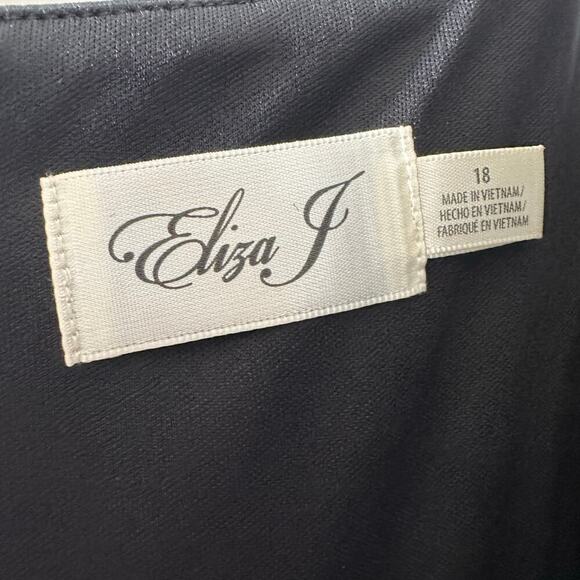 Eliza J
18
MADE IN VIETNAM/
HECHO EN VIETNAM/
FABRIQUÉ EN VIETNAM